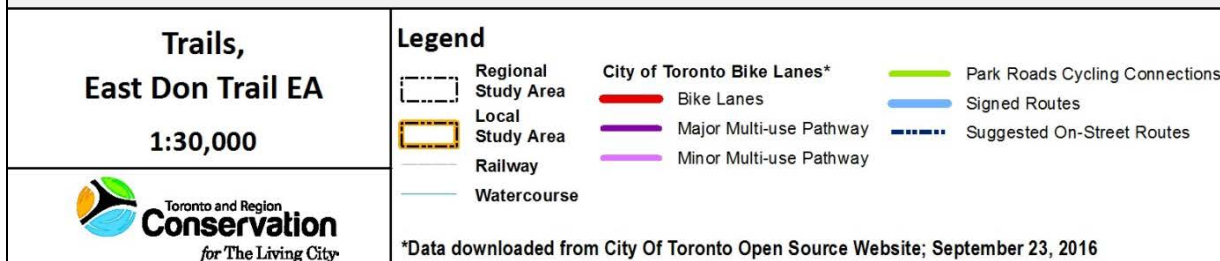 Trails,
East Don Trail EA
1:30,000
Toronto and Region
Conservation
for The Living City·
Legend
Regional
Study Area
Local
Study Area
Railway
Watercourse
City of Toronto Bike Lanes*
Bike Lanes
Major Multi-use Pathway
Minor Multi-use Pathway
Park Roads Cycling Connections
Signed Routes
Suggested On-Street Routes
*Data downloaded from City Of Toronto Open Source Website; September 23, 2016